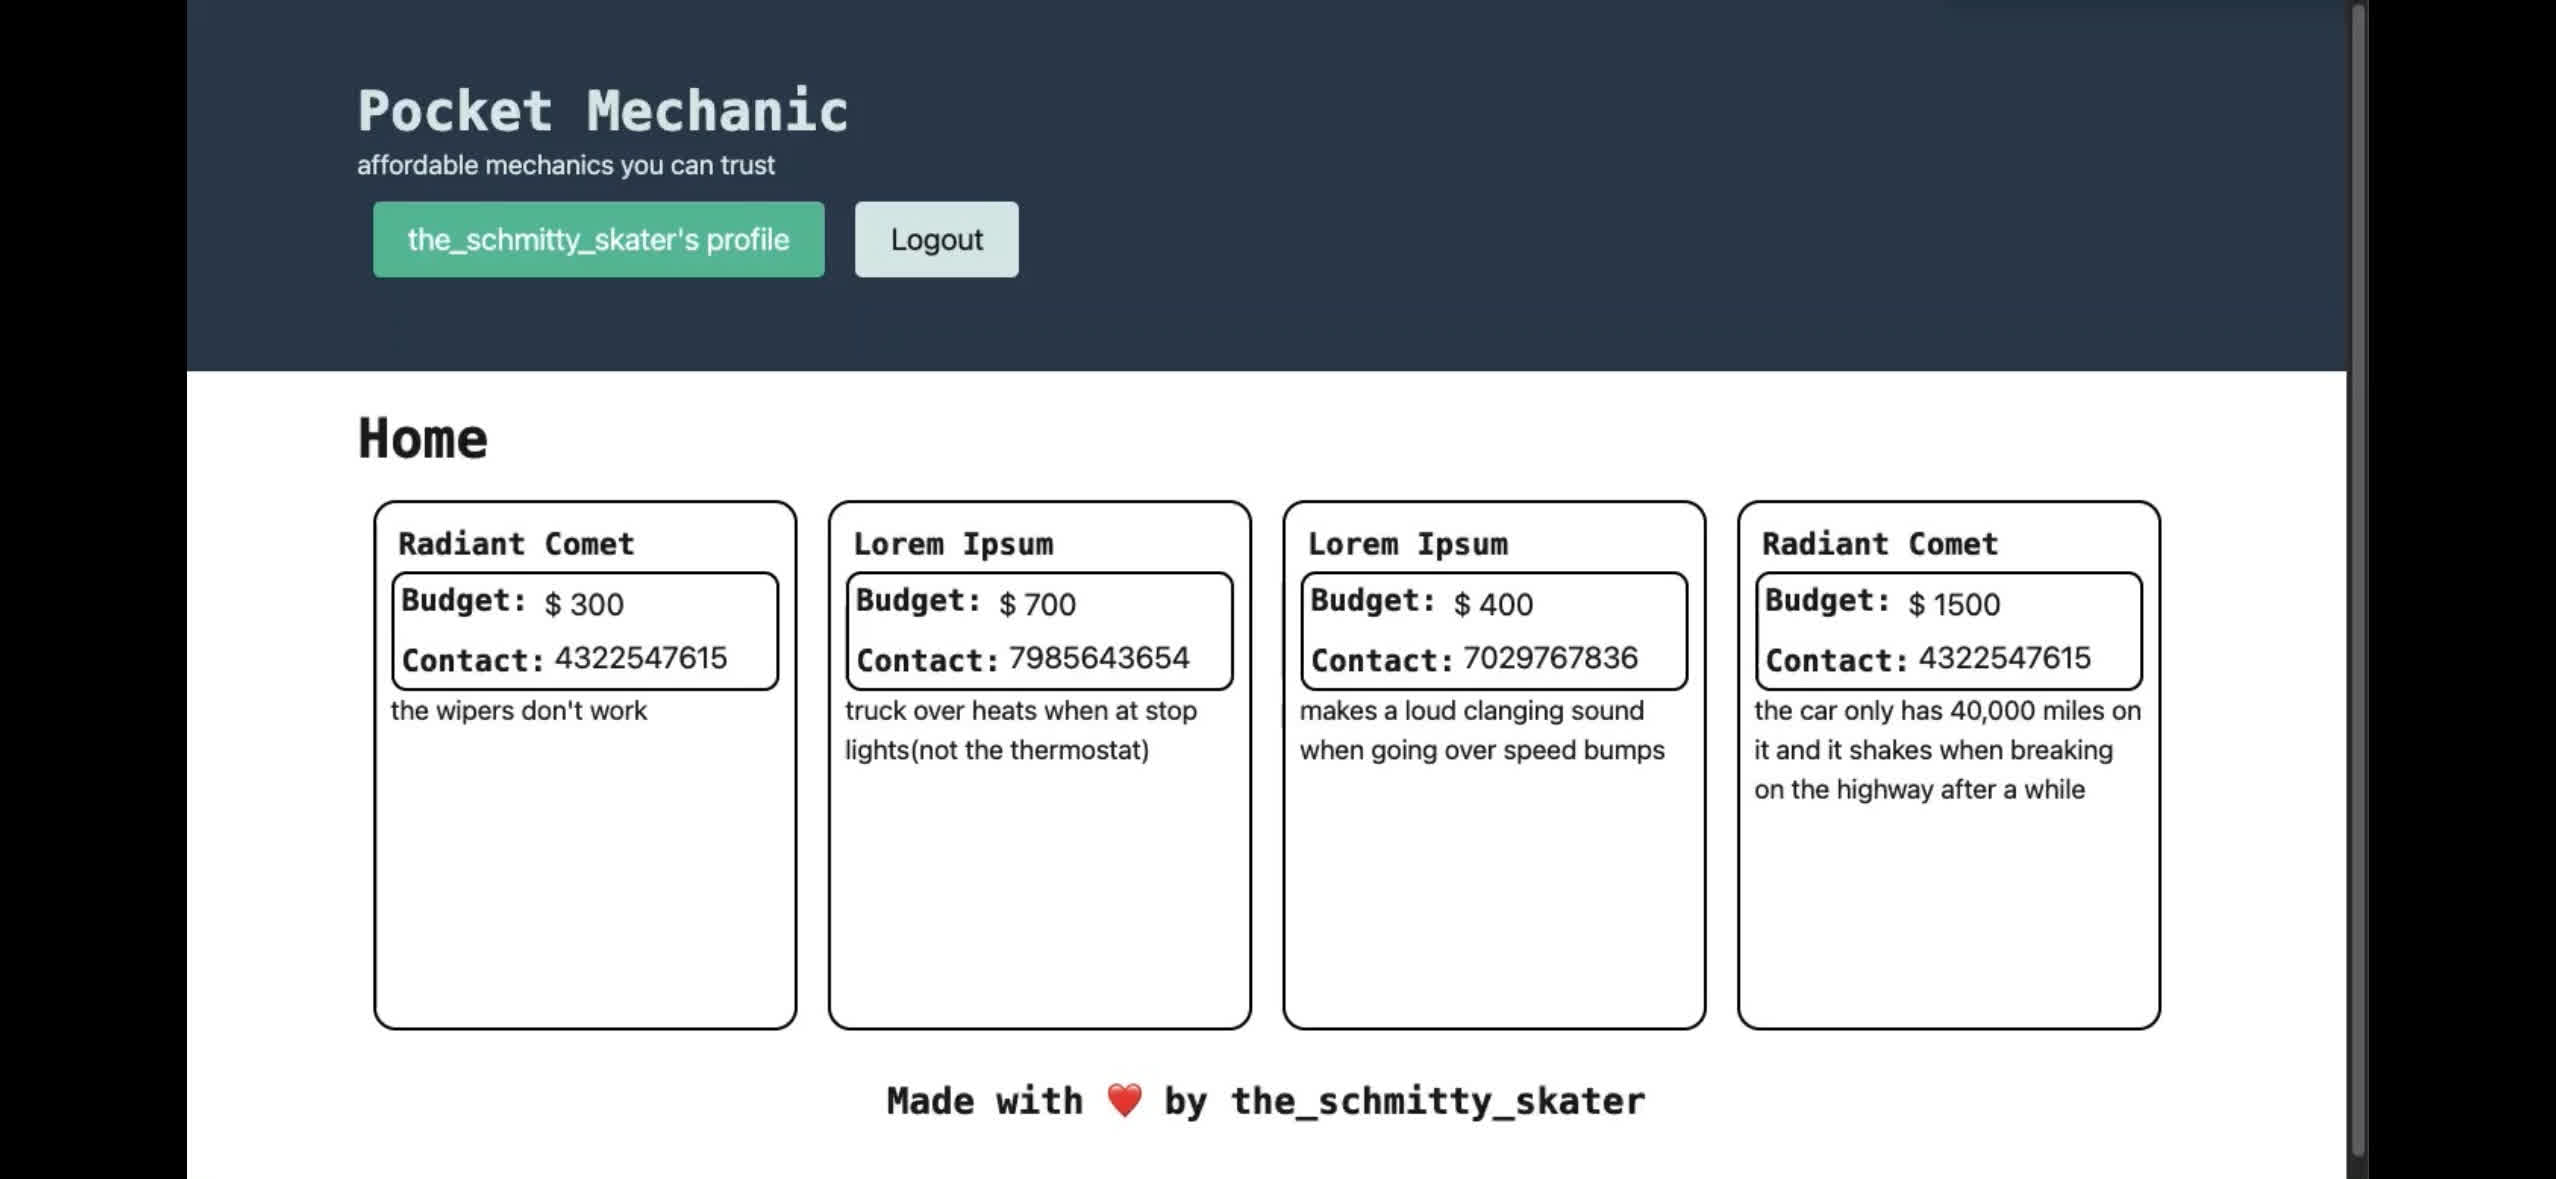 Pocket Mechanic
affordable mechanics you can trust
the_schmitty_skater's profile
Logout
Home
Radiant Comet
Budget: $ 300
Contact: 4322547615
the wipers don't work
Lorem Ipsum
Budget: $ 700
Contact: 7985643654
truck over heats when at stop
lights(not the thermostat)
Lorem Ipsum
Budget: $ 400
Contact: 7029767836
makes a loud clanging sound
when going over speed bumps
Radiant Comet
Budget: $ 1500
Contact: 4322547615
the car only has 40,000 miles on
it and it shakes when breaking
on the highway after a while
Made with ❤️ by the_schmitty_skater